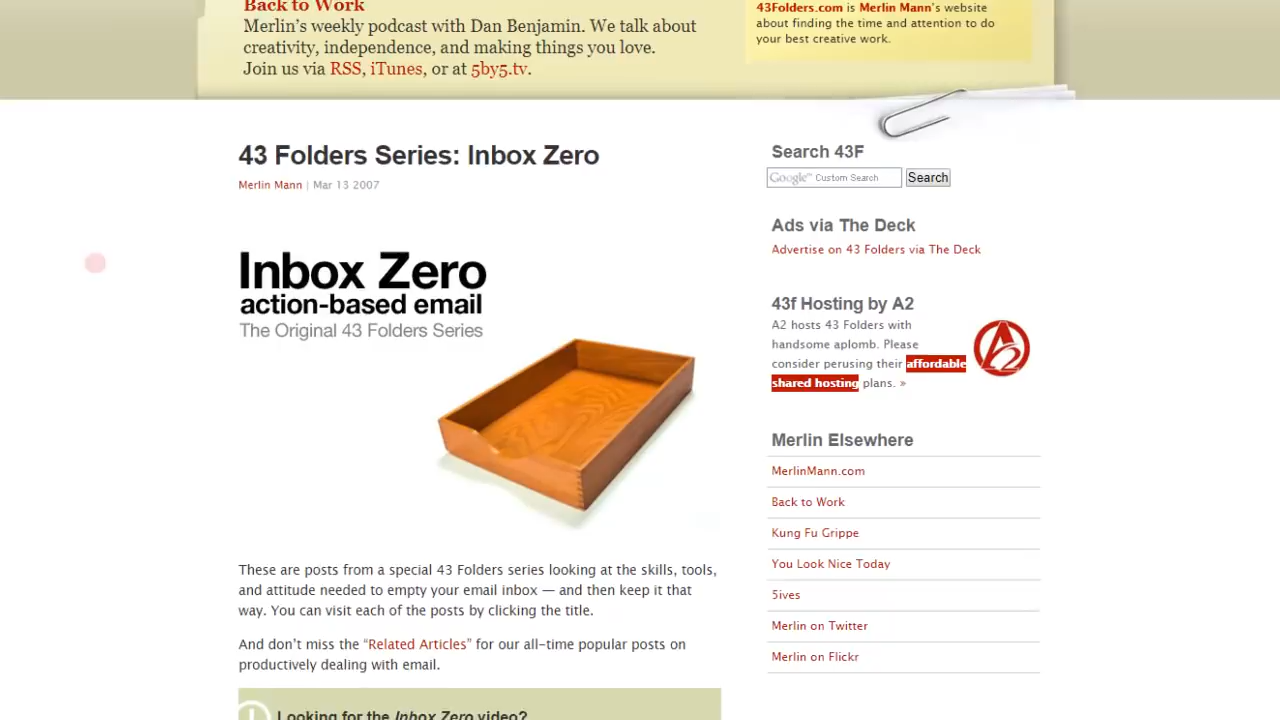 Back to Work
Merlin’s weekly podcast with Dan Benjamin. We talk about
creativity, independence, and making things you love.
Join us via RSS, iTunes, or at 5by5.tv.
43Folders.com is Merlin Mann’s website
about finding the time and attention to do
your best creative work.
43 Folders Series: Inbox Zero
Merlin Mann | Mar 13 2007
Inbox Zero
action-based email
The Original 43 Folders Series
These are posts from a special 43 Folders series looking at the skills, tools,
and attitude needed to empty your email inbox — and then keep it that
way. You can visit each of the posts by clicking the title.
And don’t miss the “Related Articles” for our all-time popular posts on
productively dealing with email.
Looking for the Inbox Zero video?
Search 43F
Google™ Custom Search Search
Ads via The Deck
Advertise on 43 Folders via The Deck
43f Hosting by A2
A2 hosts 43 Folders with
handsome aplomb. Please
consider perusing their affordable
shared hosting plans. »
A2
Merlin Elsewhere
MerlinMann.com
Back to Work
Kung Fu Grippe
You Look Nice Today
5ives
Merlin on Twitter
Merlin on Flickr